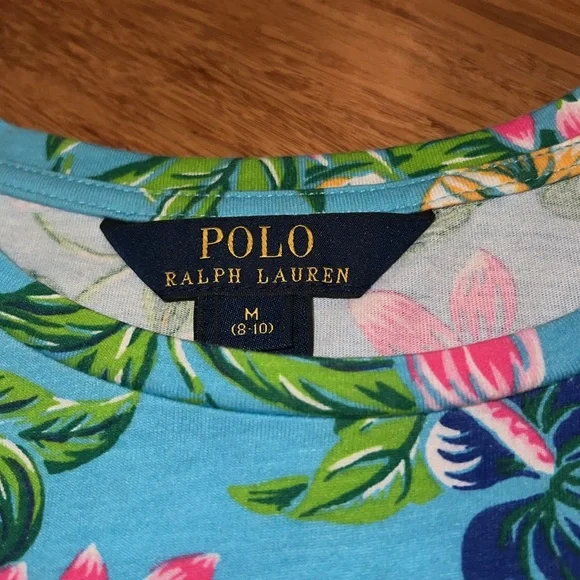 POLO
RALPH LAUREN
M
(8-10)